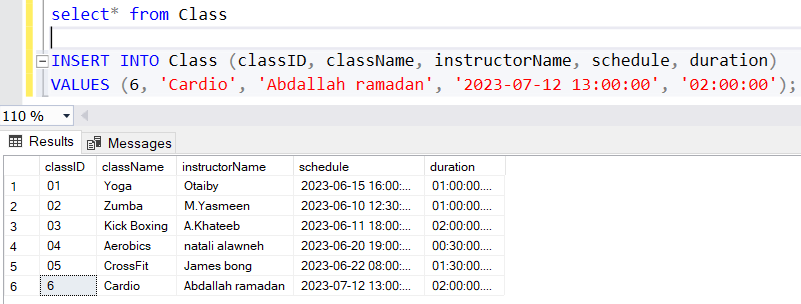 select* from Class
INSERT INTO Class (classID, className, instructorName, schedule, duration)
VALUES (6, 'Cardio', 'Abdallah ramadan', '2023-07-12 13:00:00', '02:00:00');
110 %
Results Messages
classID className instructorName schedule duration
1 01 Yoga Otaiby 2023-06-15 16:00:... 01:00:00....
2 02 Zumba M.Yasmeen 2023-06-10 12:30:... 01:00:00....
3 03 Kick Boxing A.Khateeb 2023-06-11 18:00:... 02:00:00....
4 04 Aerobics natali alawneh 2023-06-20 19:00:... 00:30:00....
5 05 CrossFit James bong 2023-06-22 08:00:... 01:30:00....
6 6 Cardio Abdallah ramadan 2023-07-12 13:00:... 02:00:00....